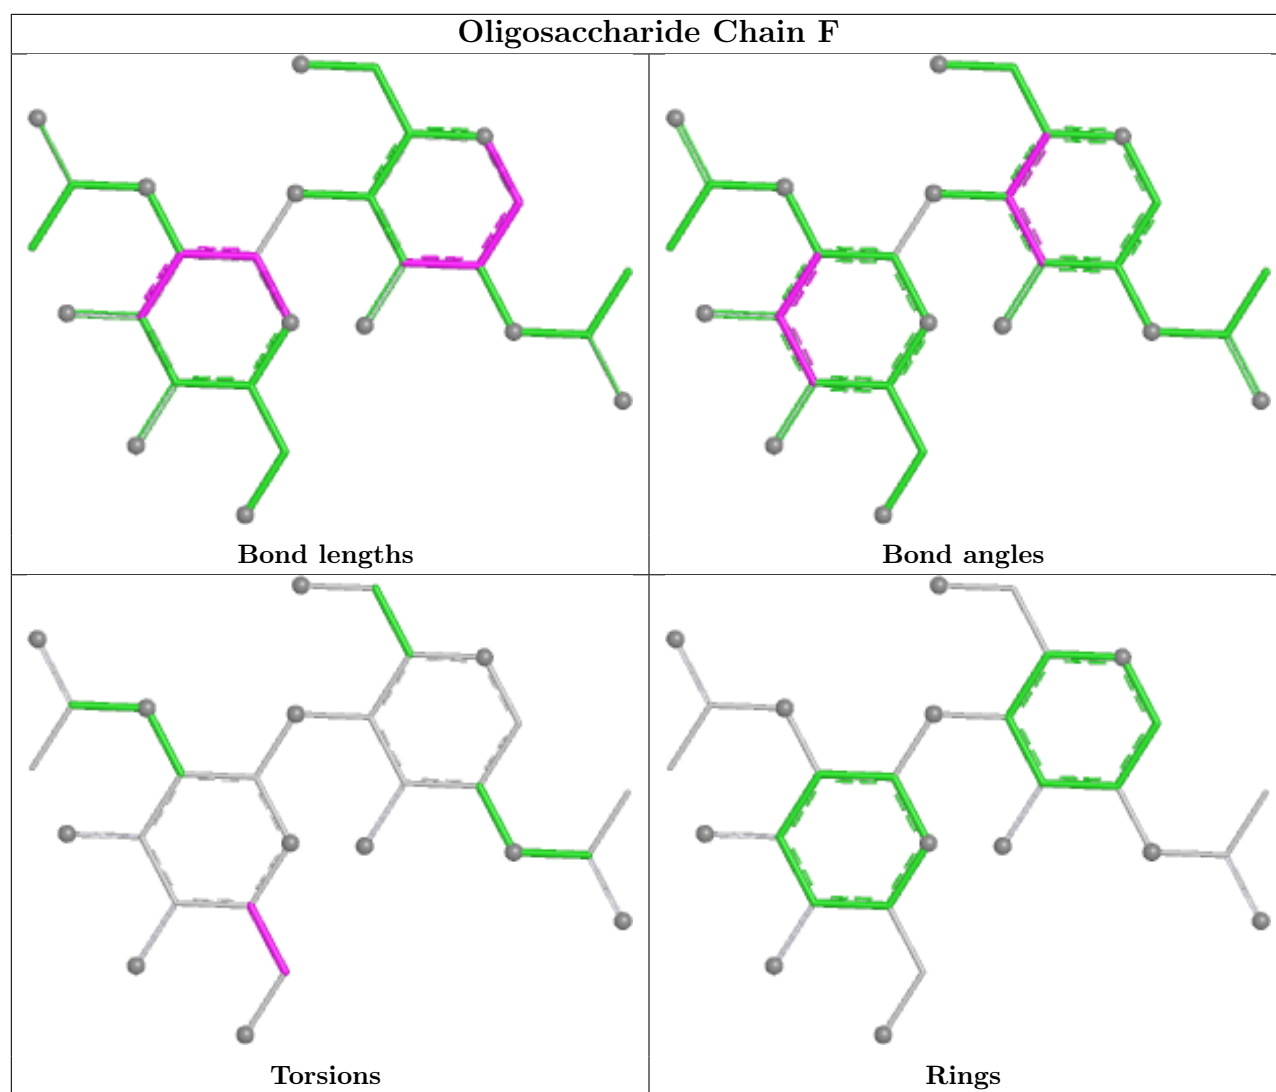 Oligosaccharide Chain F
Bond lengths
Bond angles
Torsions
Rings